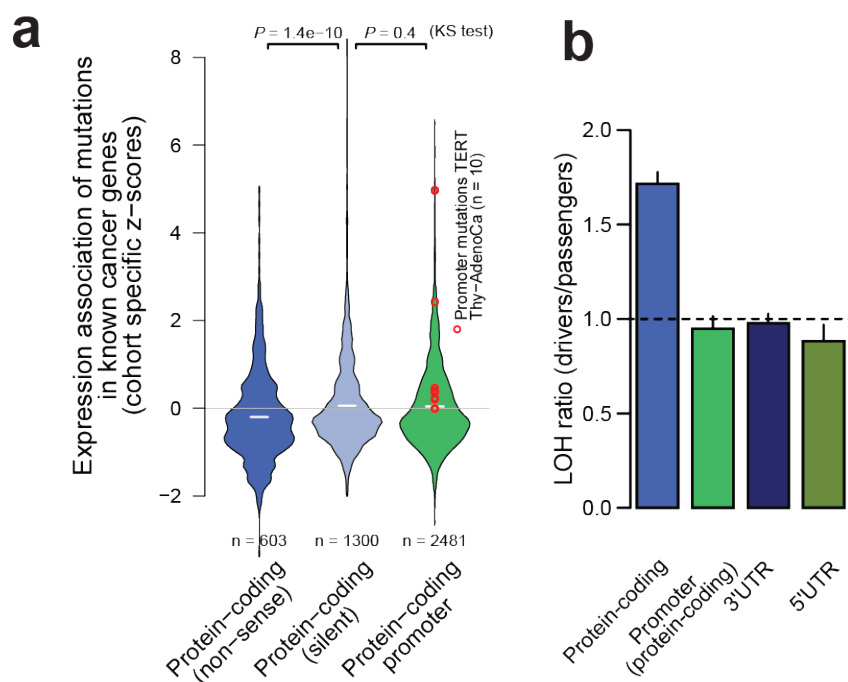 a
P = 1.4e−10
P = 0.4
(KS test)
Expression association of mutations
in known cancer genes
(cohort specific z−scores)
8
6
4
2
0
−2
Promoter mutations TERT
Thy−AdenoCa (n = 10)
n = 603
n = 1300
n = 2481
Protein−coding
(non−sense)
Protein−coding
(silent)
Protein−coding
promoter
b
LOH ratio (drivers/passengers)
2.0
1.5
1.0
0.5
0.0
Protein−coding
Promoter
(protein−coding)
3'UTR
5'UTR